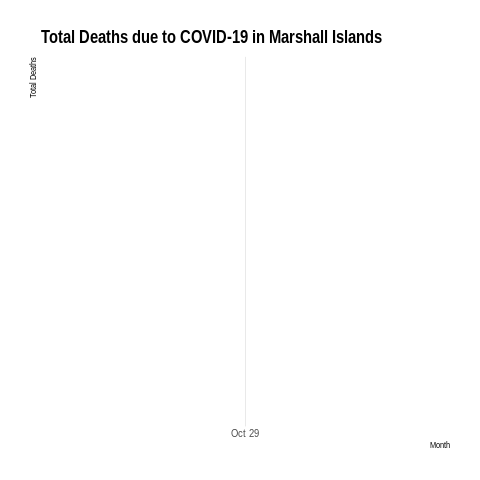 Total Deaths due to COVID-19 in Marshall Islands
Total Deaths
Oct 29
Month